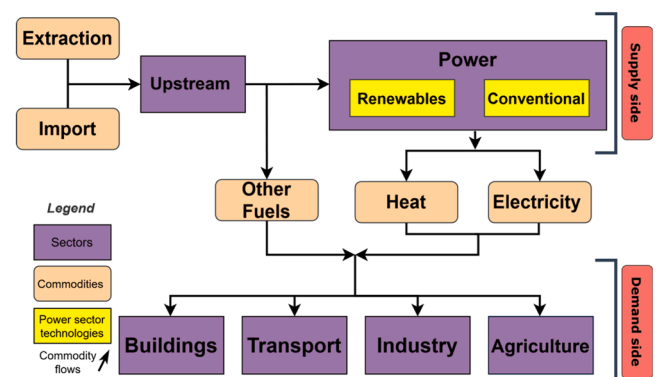 Extraction
Import
Upstream
Power
Renewables
Conventional
Supply side
Other
Fuels
Heat
Electricity
Legend
Sectors
Commodities
Power sector
technologies
Commodity
flows
Buildings
Transport
Industry
Agriculture
Demand side